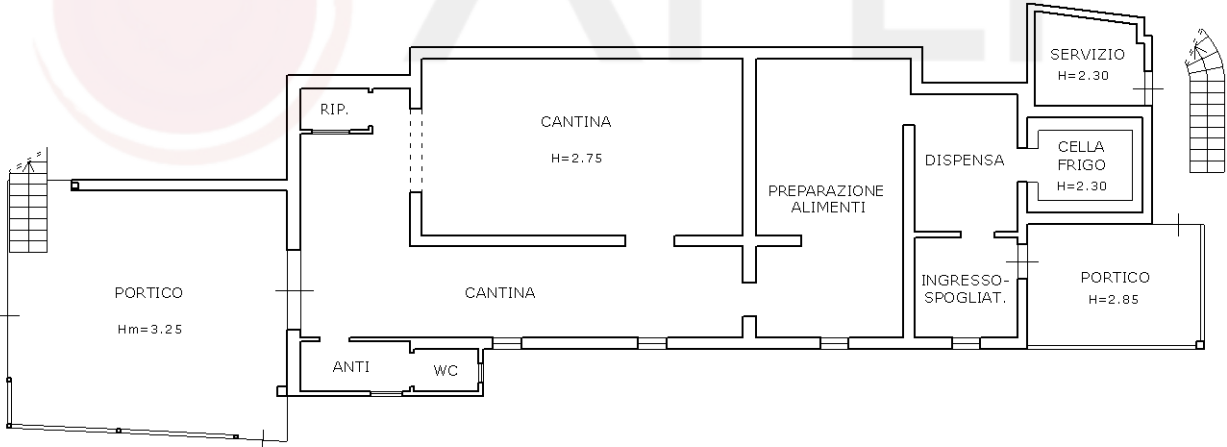 SERVIZIO
H=2.30
RIP.
CANTINA
H=2.75
CELLA
FRIGO
H=2.30
DISPENSA
PREPARAZIONE
ALIMENTI
PORTICO
Hm=3.25
CANTINA
INGRESSO-
SPOGLIAT.
PORTICO
H=2.85
ANTI
WC